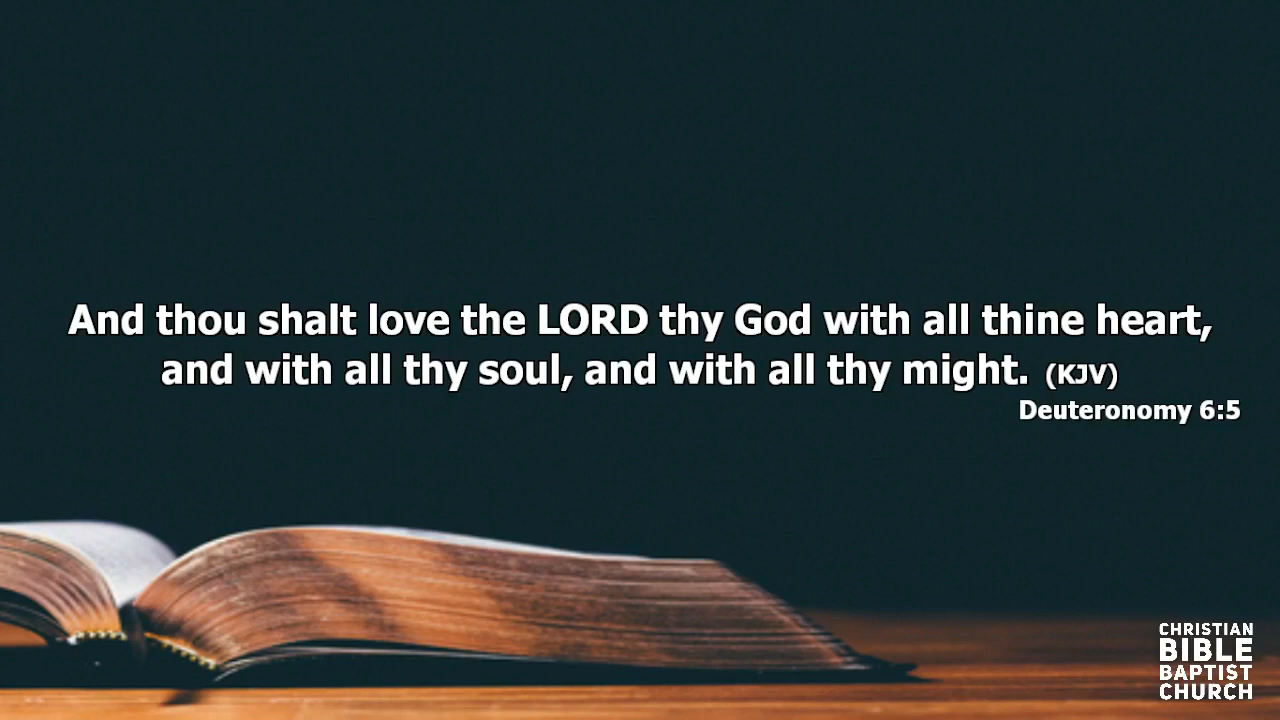 And thou shalt love the LORD thy God with all thine heart,
and with all thy soul, and with all thy might. (KJV)
Deuteronomy 6:5
CHRISTIAN
BIBLE
BAPTIST
CHURCH